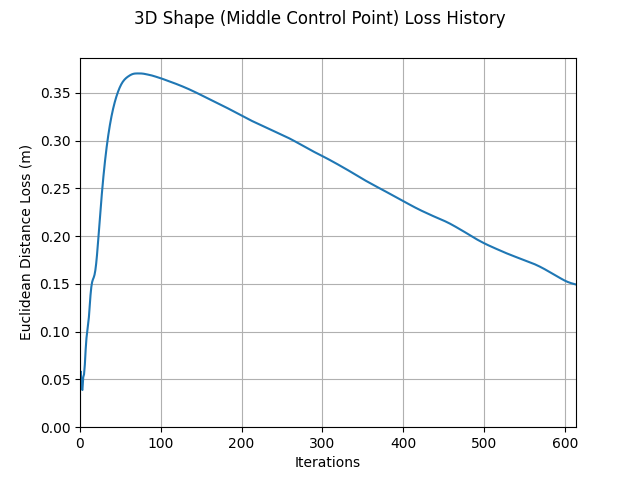 3D Shape (Middle Control Point) Loss History
Euclidean Distance Loss (m)
0.35
0.30
0.25
0.20
0.15
0.10
0.05
0.00
0 100 200 300 400 500 600
Iterations